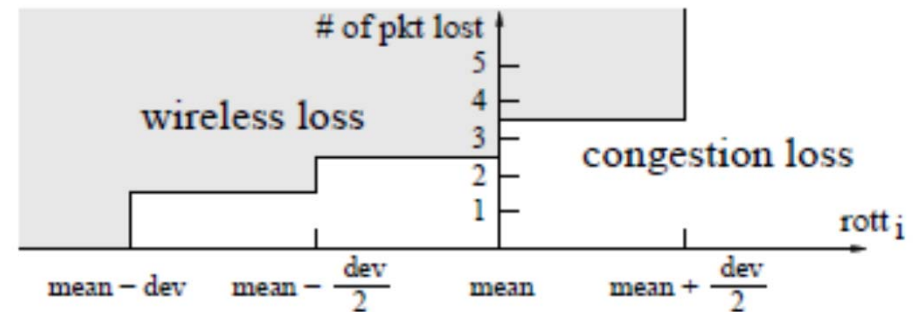 # of pkt lost
5
4
wireless loss
3
congestion loss
2
1
rott i
mean − dev
mean − dev/2
mean
mean + dev/2